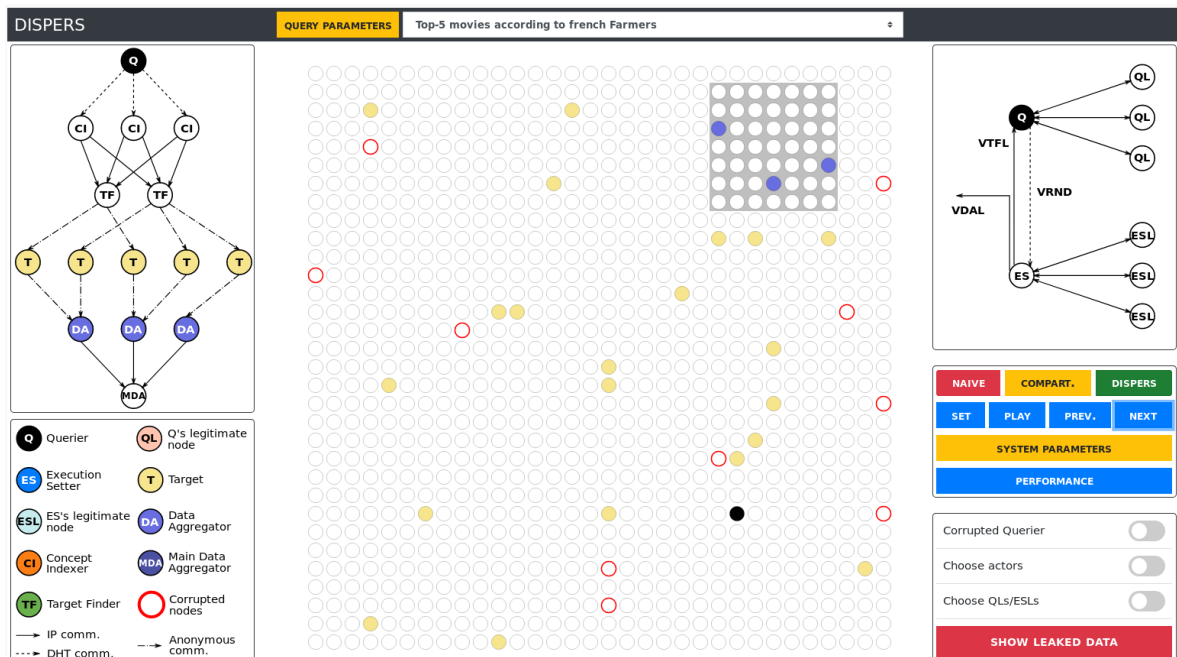 DISPERS
QUERY PARAMETERS
Top-5 movies according to french Farmers
Q
CI CI CI
TF TF
T T T T T
DA DA DA
MDA
Q Querier
QL Q's legitimate
node
ES Execution
Setter
T Target
ESL ES's legitimate
node
DA Data
Aggregator
CI Concept
Indexer
MDA Main Data
Aggregator
TF Target Finder
Corrupted
nodes
IP comm.
DHT comm.
Anonymous
comm.
QL
Q QL
VTFL
QL
VRND
VDAL
ESL
ES ESL
ESL
NAIVE COMPART. DISPERS
SET PLAY PREV. NEXT
SYSTEM PARAMETERS
PERFORMANCE
Corrupted Querier
Choose actors
Choose QLs/ESLs
SHOW LEAKED DATA